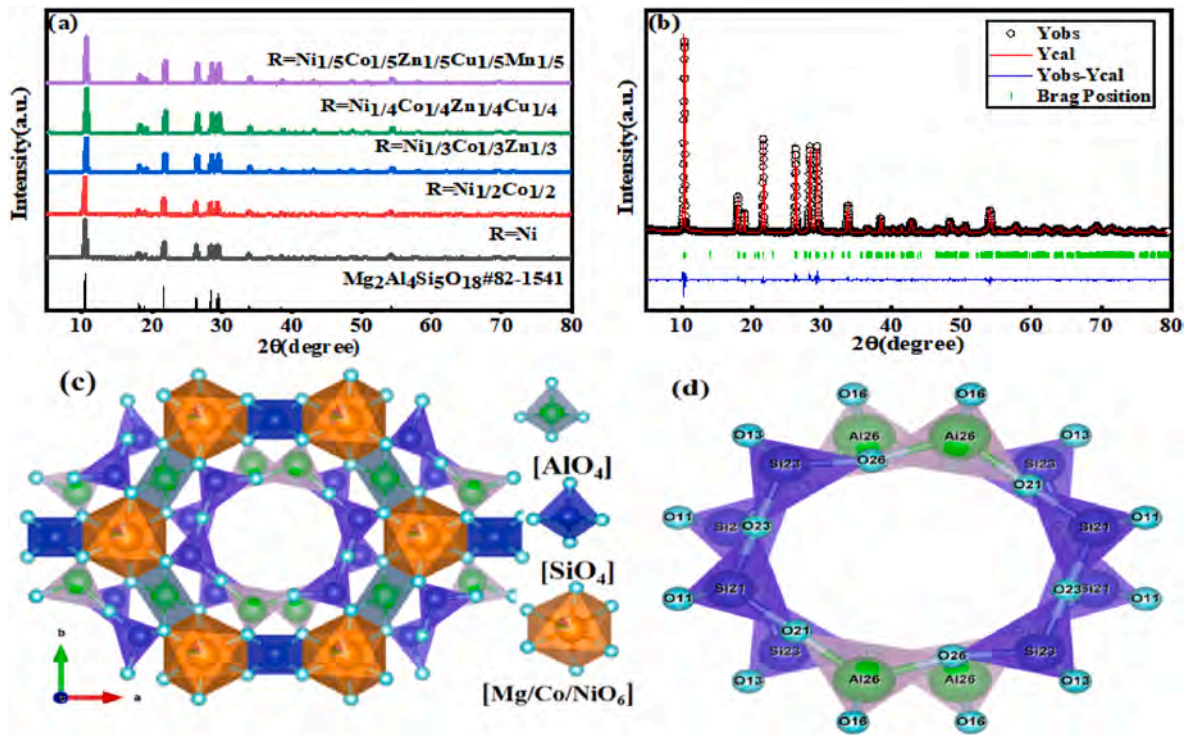 (a)
R=Ni1/5Co1/5Zn1/5Cu1/5Mn1/5
R=Ni1/4Co1/4Zn1/4Cu1/4
R=Ni1/3Co1/3Zn1/3
R=Ni1/2Co1/2
R=Ni
Mg2Al4Si5O18#82-1541
Intensity(a.u.)
10 20 30 40 50 60 70 80
2θ(degree)
(b)
Yobs
Ycal
Yobs-Ycal
Brag Position
Intensity(a.u.)
10 20 30 40 50 60 70 80
2θ(degree)
(c)
[AlO4]
[SiO4]
[Mg/Co/NiO6]
b
a
(d)
O16 O16
O13 Al26 Al26 O13
Si23 O26 Si23
O21
O11 Si2 O23 Si21 O11
O11 Si21 O23 Si21 O11
O21
Si23 O26 Si23
O13 Al26 Al26 O13
O16 O16